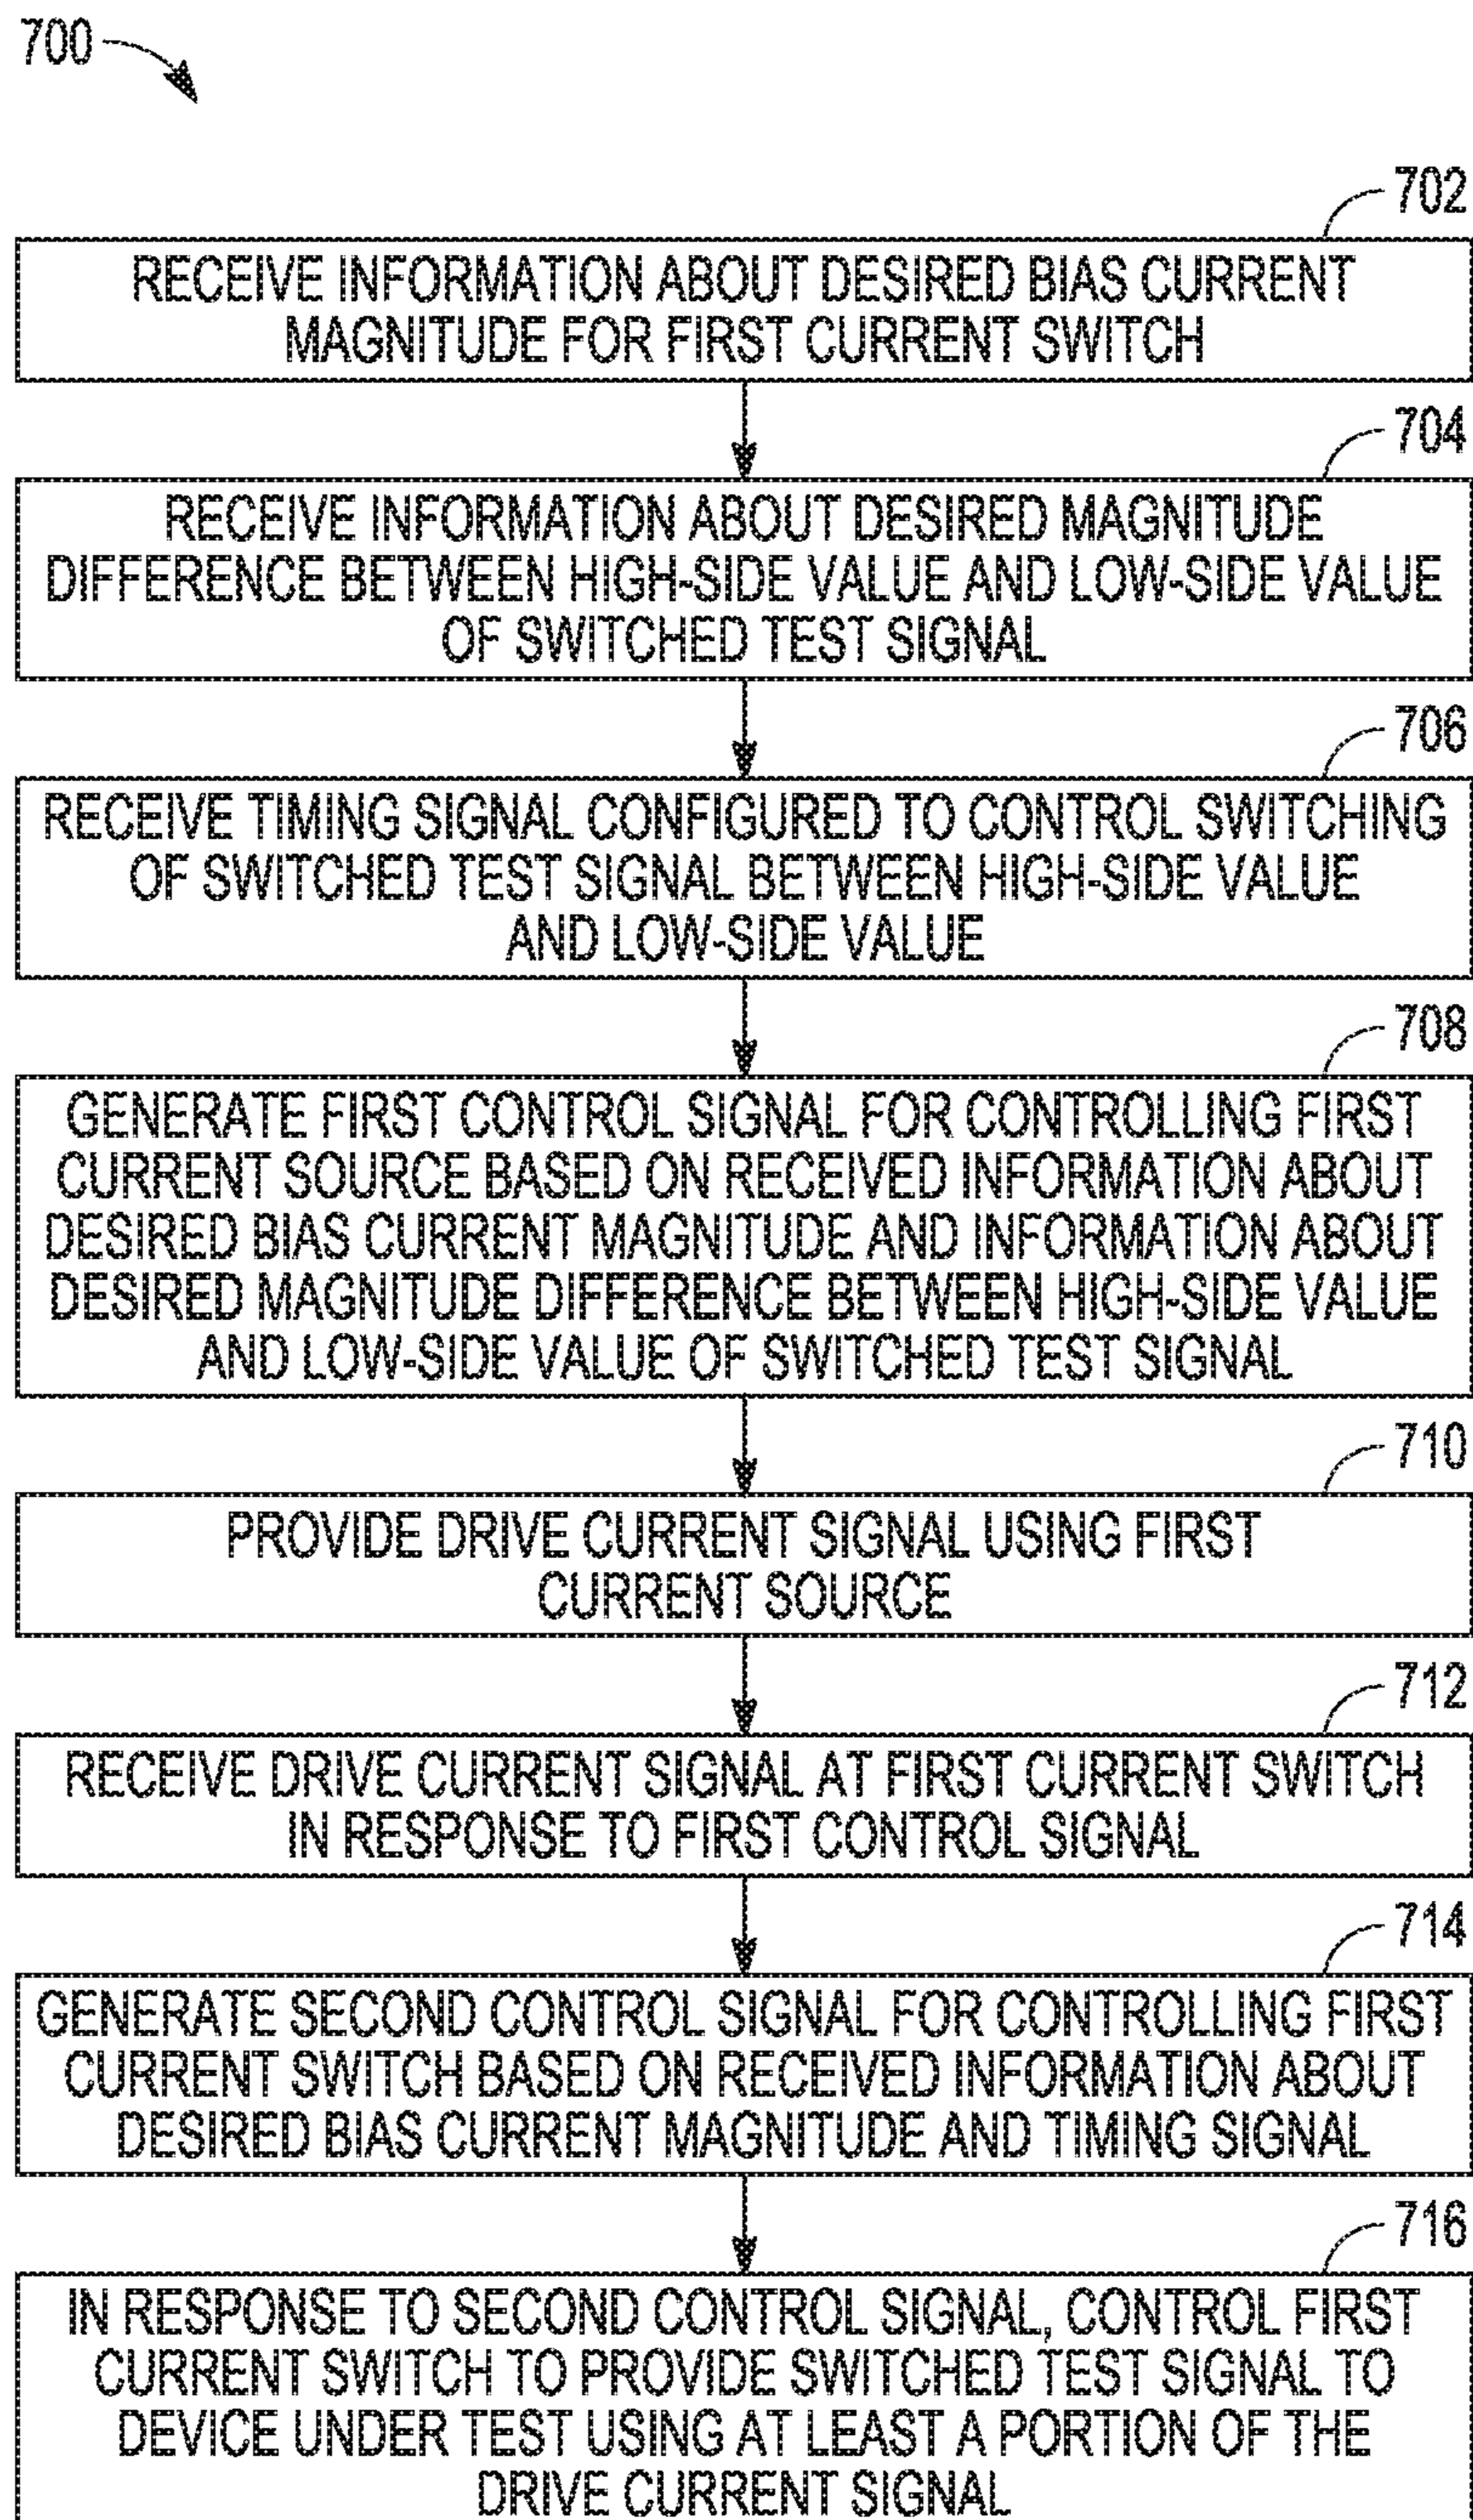 700
702
RECEIVE INFORMATION ABOUT DESIRED BIAS CURRENT
MAGNITUDE FOR FIRST CURRENT SWITCH
704
RECEIVE INFORMATION ABOUT DESIRED MAGNITUDE
DIFFERENCE BETWEEN HIGH-SIDE VALUE AND LOW-SIDE VALUE
OF SWITCHED TEST SIGNAL
706
RECEIVE TIMING SIGNAL CONFIGURED TO CONTROL SWITCHING
OF SWITCHED TEST SIGNAL BETWEEN HIGH-SIDE VALUE
AND LOW-SIDE VALUE
708
GENERATE FIRST CONTROL SIGNAL FOR CONTROLLING FIRST
CURRENT SOURCE BASED ON RECEIVED INFORMATION ABOUT
DESIRED BIAS CURRENT MAGNITUDE AND INFORMATION ABOUT
DESIRED MAGNITUDE DIFFERENCE BETWEEN HIGH-SIDE VALUE
AND LOW-SIDE VALUE OF SWITCHED TEST SIGNAL
710
PROVIDE DRIVE CURRENT SIGNAL USING FIRST
CURRENT SOURCE
712
RECEIVE DRIVE CURRENT SIGNAL AT FIRST CURRENT SWITCH
IN RESPONSE TO FIRST CONTROL SIGNAL
714
GENERATE SECOND CONTROL SIGNAL FOR CONTROLLING FIRST
CURRENT SWITCH BASED ON RECEIVED INFORMATION ABOUT
DESIRED BIAS CURRENT MAGNITUDE AND TIMING SIGNAL
716
IN RESPONSE TO SECOND CONTROL SIGNAL, CONTROL FIRST
CURRENT SWITCH TO PROVIDE SWITCHED TEST SIGNAL TO
DEVICE UNDER TEST USING AT LEAST A PORTION OF THE
DRIVE CURRENT SIGNAL